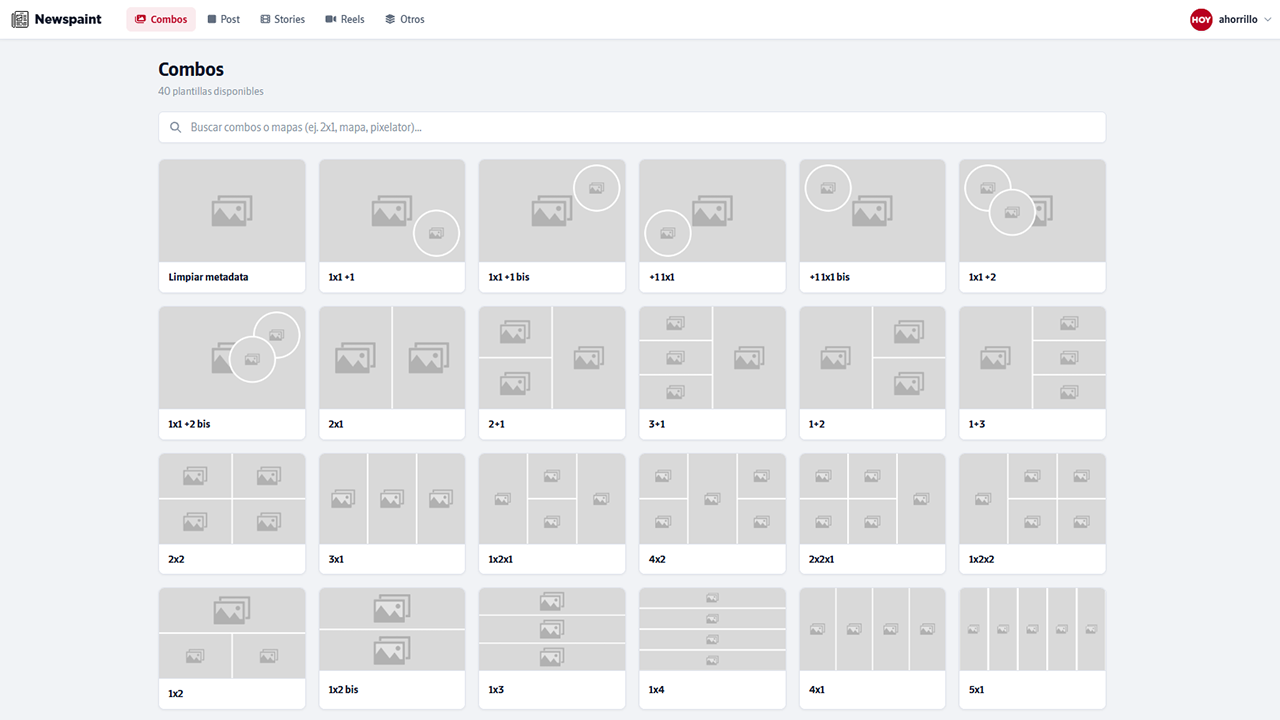 Newspaint
Combos
Post
Stories
Reels
Otros
HOY
ahorrillo
Combos
40 plantillas disponibles
Buscar combos o mapas (ej. 2x1, mapa, pixelator)...
Limpiar metadata
1x1 +1
1x1 +1 bis
+1 1x1
+1 1x1 bis
1x1 +2
1x1 +2 bis
2x1
2+1
3+1
1+2
1+3
2x2
3x1
1x2x1
4x2
2x2x1
1x2x2
1x2
1x2 bis
1x3
1x4
4x1
5x1